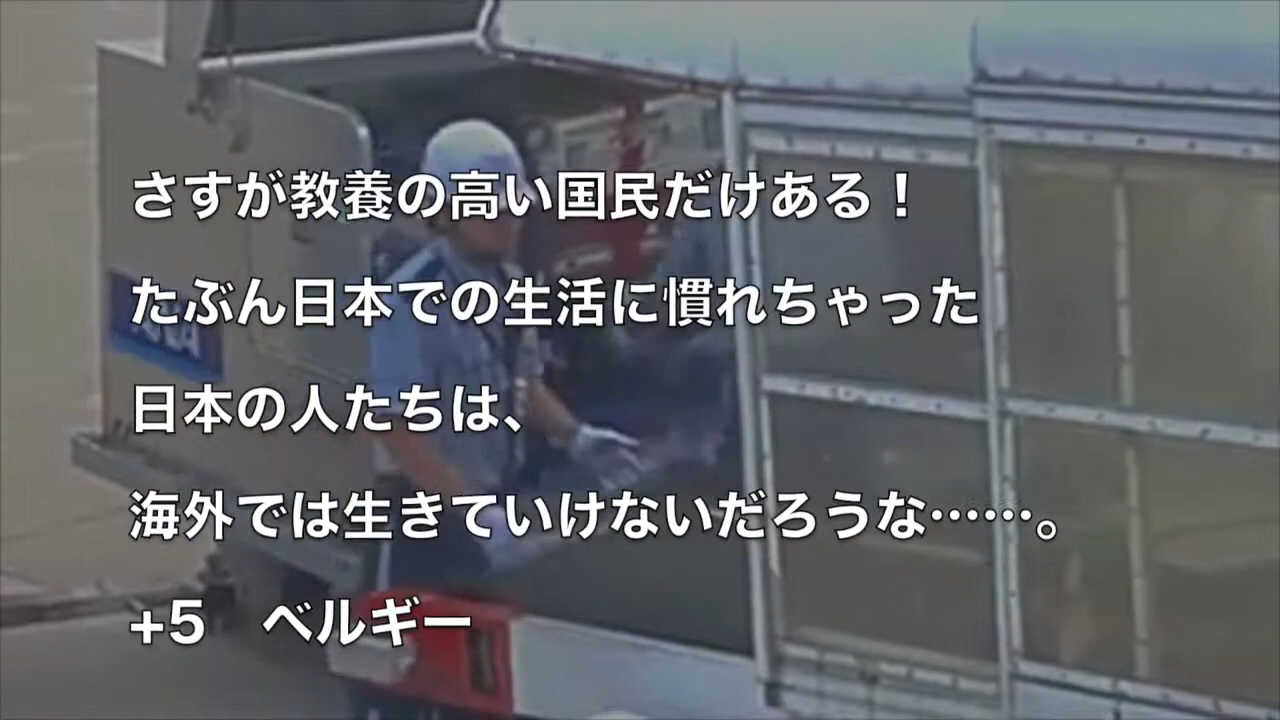 さすが教養の高い国民だけある！
たぶん日本での生活に慣れちゃった
日本の人たちは、
海外では生きていけないだろうな……。
+5　ベルギー